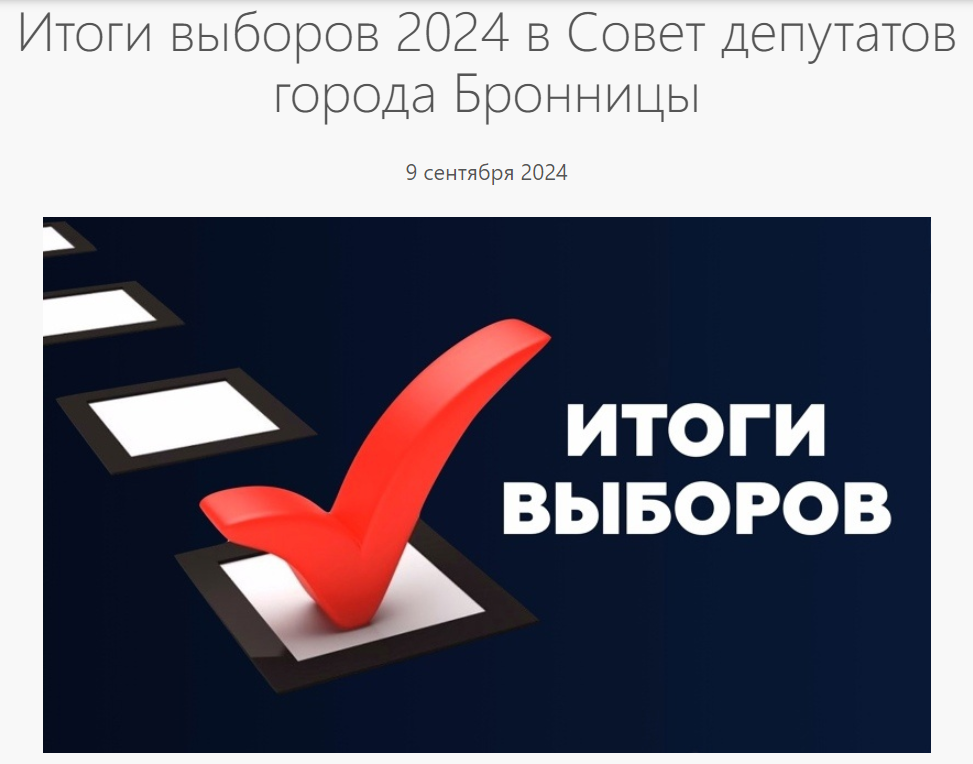 Итоги выборов 2024 в Совет депутатов
города Бронницы
9 сентября 2024
ИТОГИ
ВЫБОРОВ